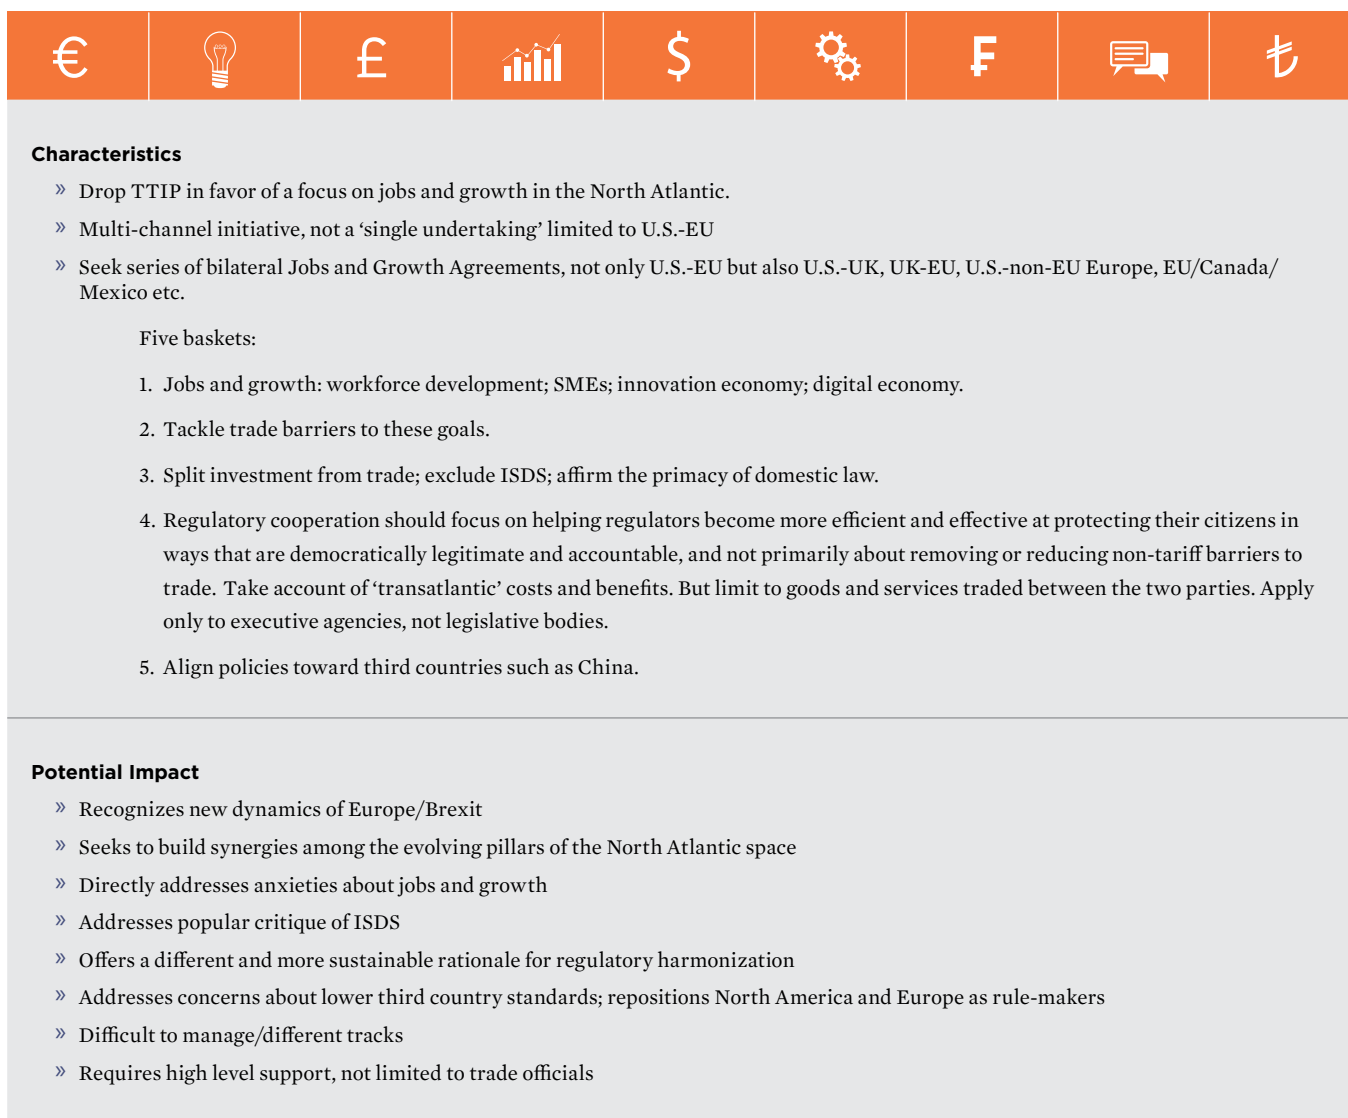 € £ $ ₣ ₺
Characteristics
» Drop TTIP in favor of a focus on jobs and growth in the North Atlantic.
» Multi-channel initiative, not a ‘single undertaking’ limited to U.S.-EU
» Seek series of bilateral Jobs and Growth Agreements, not only U.S.-EU but also U.S.-UK, UK-EU, U.S.-non-EU Europe, EU/Canada/
Mexico etc.
Five baskets:
1. Jobs and growth: workforce development; SMEs; innovation economy; digital economy.
2. Tackle trade barriers to these goals.
3. Split investment from trade; exclude ISDS; affirm the primacy of domestic law.
4. Regulatory cooperation should focus on helping regulators become more efficient and effective at protecting their citizens in
ways that are democratically legitimate and accountable, and not primarily about removing or reducing non-tariff barriers to
trade. Take account of ‘transatlantic’ costs and benefits. But limit to goods and services traded between the two parties. Apply
only to executive agencies, not legislative bodies.
5. Align policies toward third countries such as China.
Potential Impact
» Recognizes new dynamics of Europe/Brexit
» Seeks to build synergies among the evolving pillars of the North Atlantic space
» Directly addresses anxieties about jobs and growth
» Addresses popular critique of ISDS
» Offers a different and more sustainable rationale for regulatory harmonization
» Addresses concerns about lower third country standards; repositions North America and Europe as rule-makers
» Difficult to manage/different tracks
» Requires high level support, not limited to trade officials